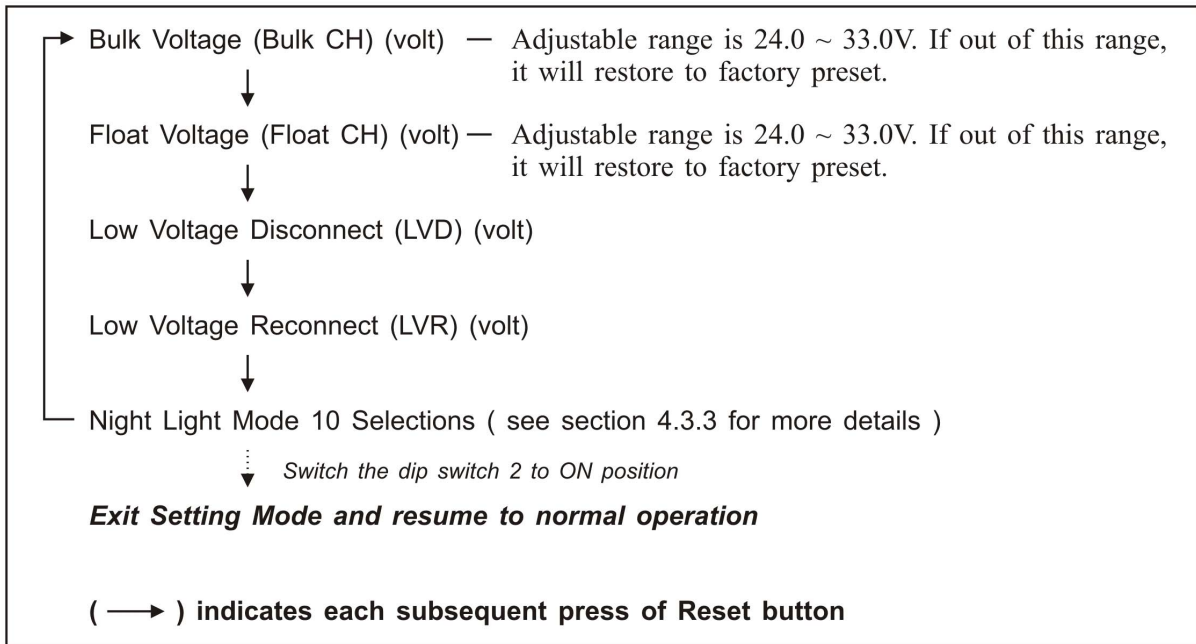 Bulk Voltage (Bulk CH) (volt) — Adjustable range is 24.0 ~ 33.0V. If out of this range,
it will restore to factory preset.
Float Voltage (Float CH) (volt) — Adjustable range is 24.0 ~ 33.0V. If out of this range,
it will restore to factory preset.
Low Voltage Disconnect (LVD) (volt)
Low Voltage Reconnect (LVR) (volt)
Night Light Mode 10 Selections ( see section 4.3.3 for more details )
Switch the dip switch 2 to ON position
Exit Setting Mode and resume to normal operation
( ⟶ ) indicates each subsequent press of Reset button